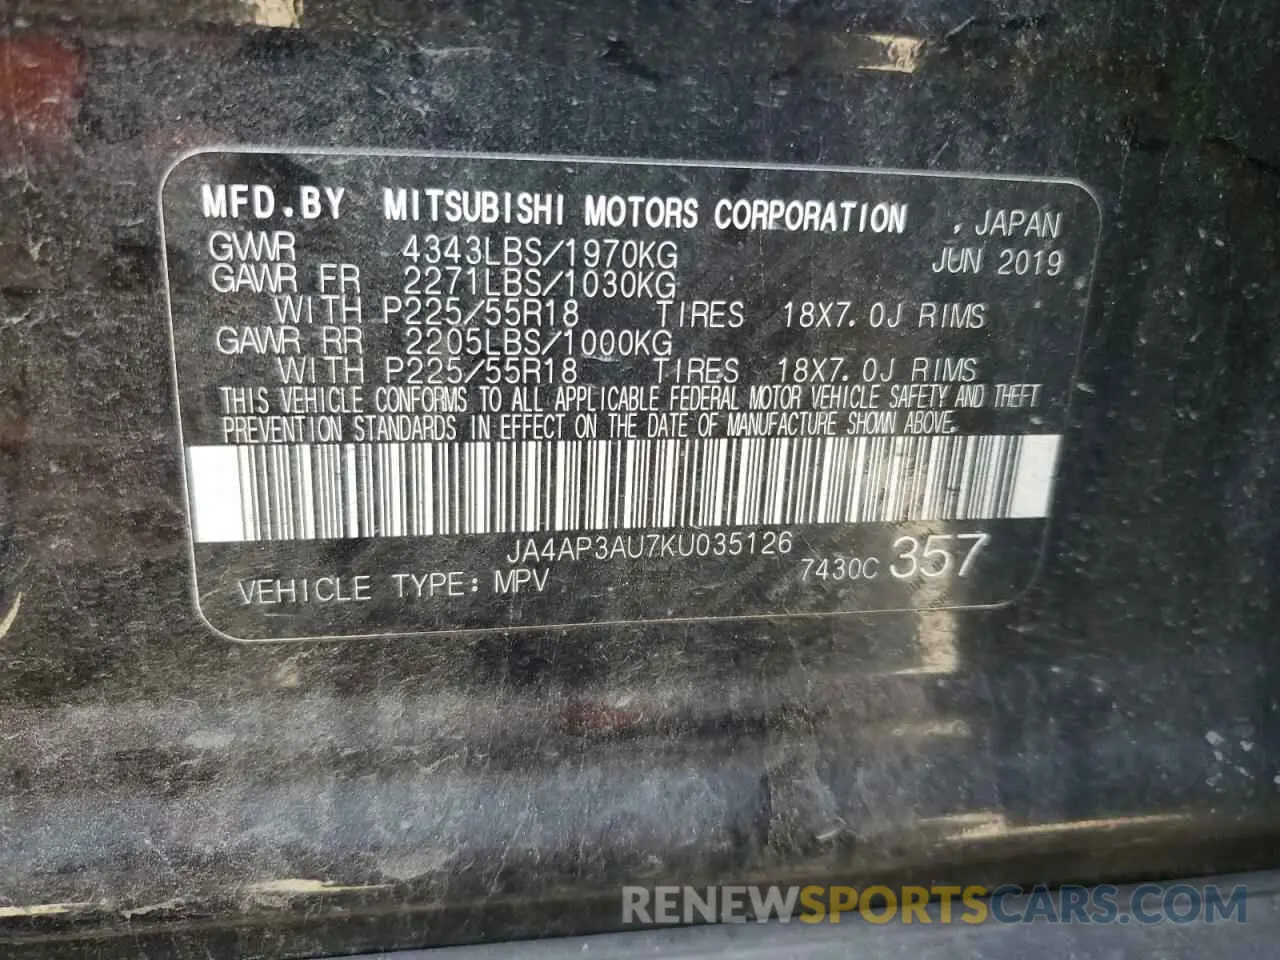 MFD.BY MITSUBISHI MOTORS CORPORATION , JAPAN
GVWR 4343LBS/1970KG JUN 2019
GAWR FR 2271LBS/1030KG
WITH P225/55R18 TIRES 18X7.0J RIMS
GAWR RR 2205LBS/1000KG
WITH P225/55R18 TIRES 18X7.0J RIMS
THIS VEHICLE CONFORMS TO ALL APPLICABLE FEDERAL MOTOR VEHICLE SAFETY AND THEFT
PREVENTION STANDARDS IN EFFECT ON THE DATE OF MANUFACTURE SHOWN ABOVE.
JA4AP3AU7KU035126
VEHICLE TYPE: MPV 7430C 357
RENEWSPORTSCARS.COM